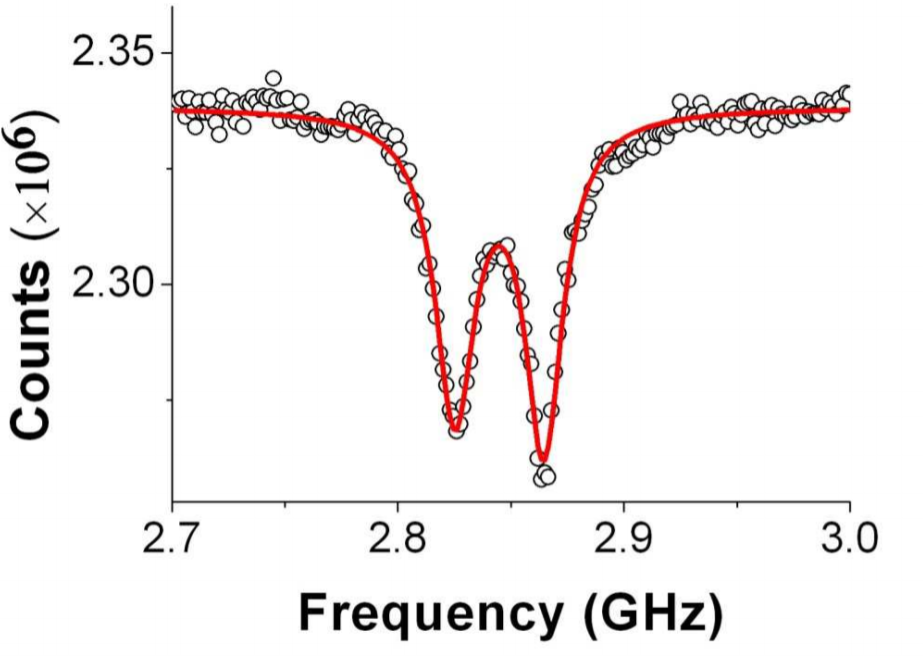 2.35
2.30
Counts (×10⁶)
2.7 2.8 2.9 3.0
Frequency (GHz)